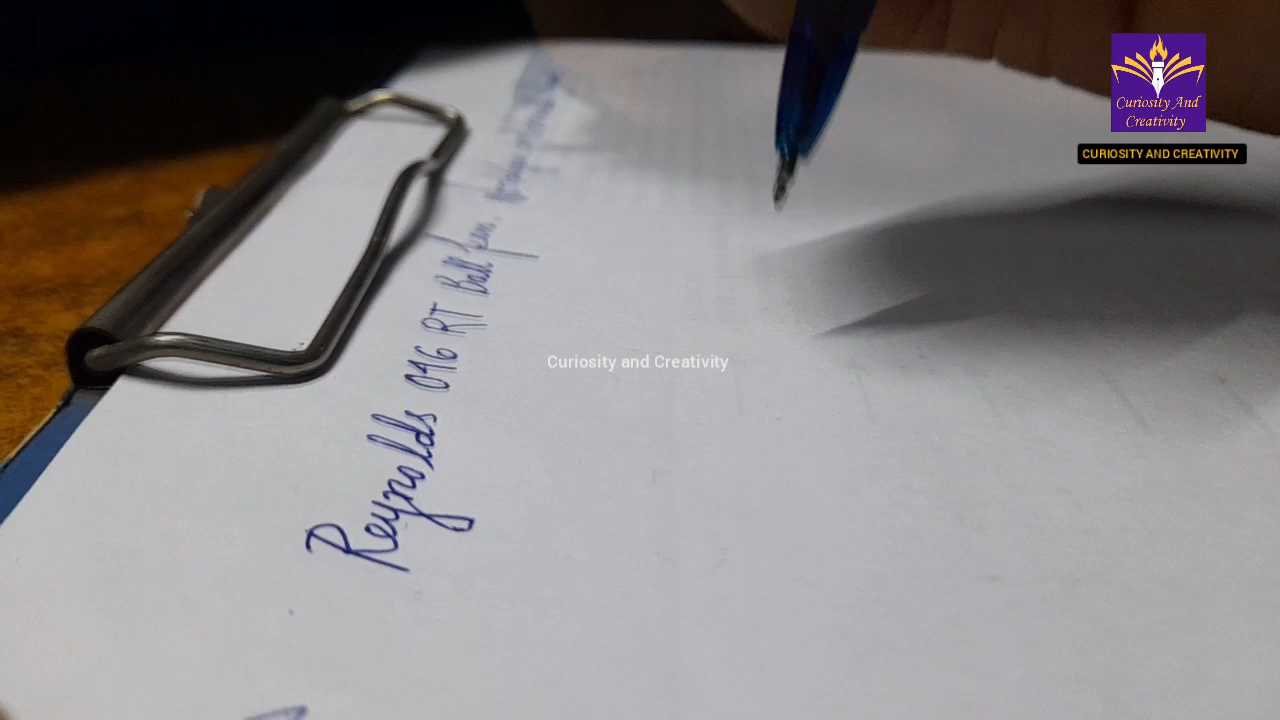 Curiosity And
Creativity
CURIOSITY AND CREATIVITY
Reynolds 046 RT Ball pen.
Curiosity and Creativity